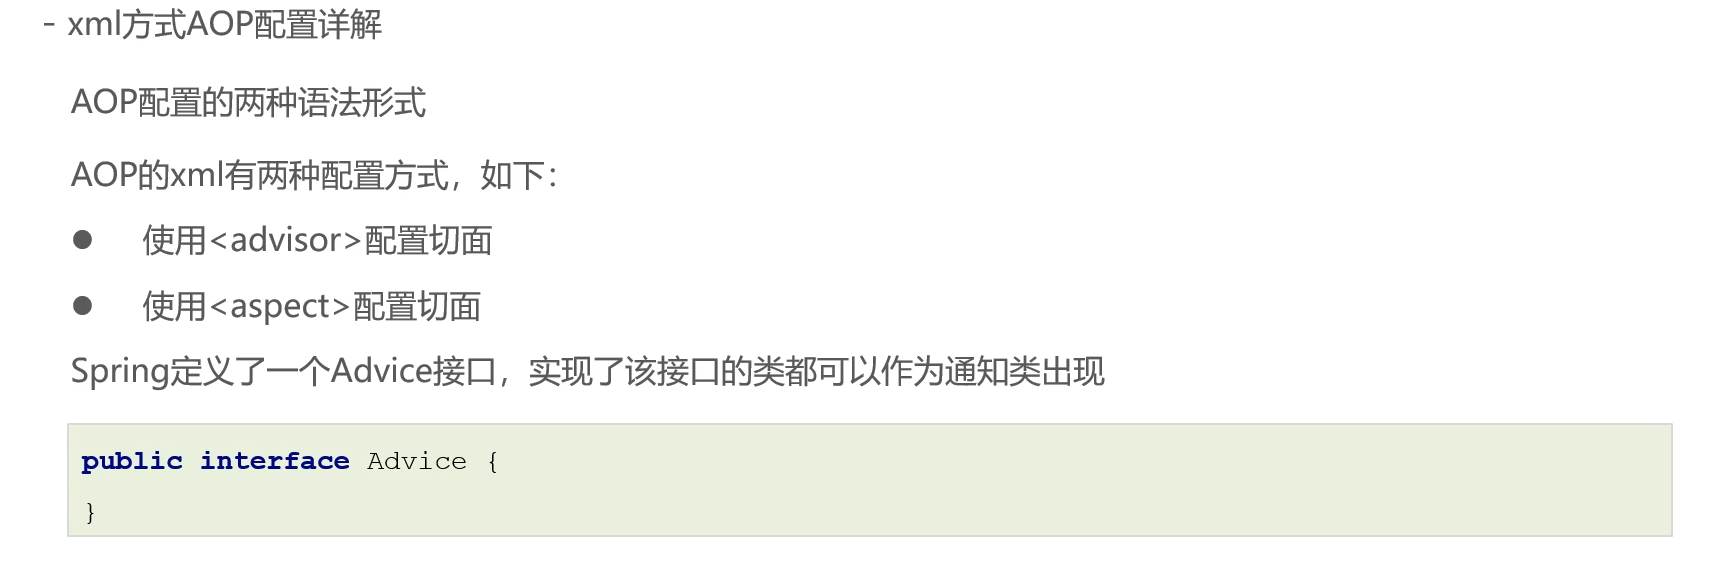 - xml方式AOP配置详解
AOP配置的两种语法形式
AOP的xml有两种配置方式，如下：
● 使用<advisor>配置切面
● 使用<aspect>配置切面
Spring定义了一个Advice接口，实现了该接口的类都可以作为通知类出现
public interface Advice {
}